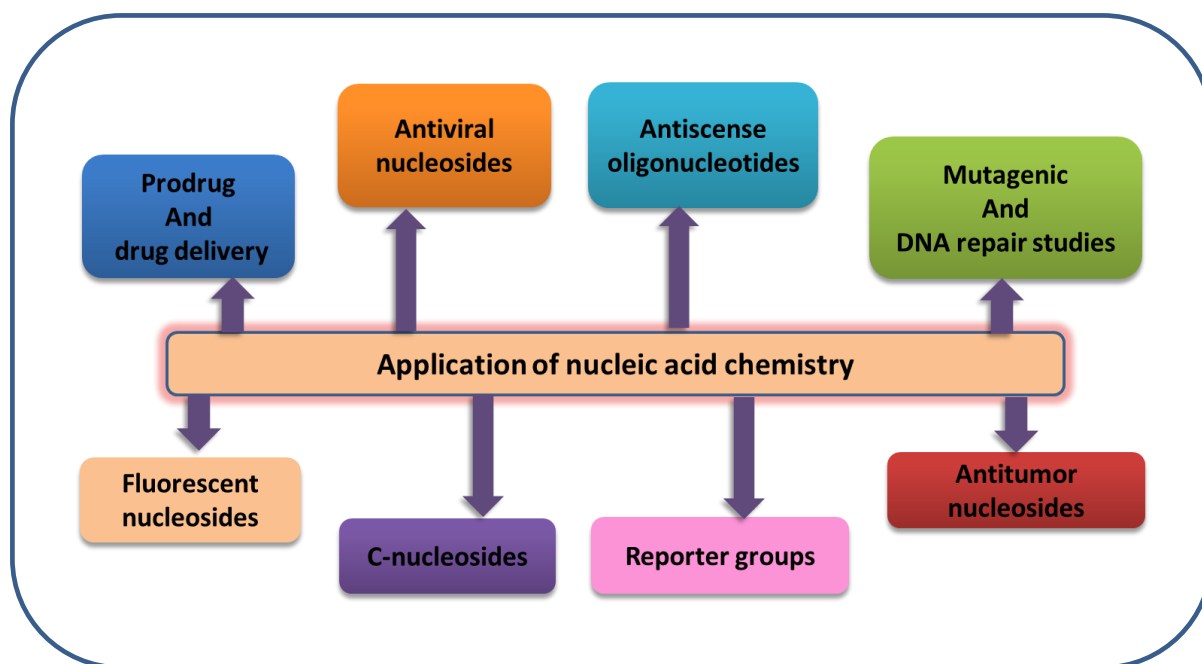 Antiviral
nucleosides
Antiscense
oligonucleotides
Prodrug
And
drug delivery
Mutagenic
And
DNA repair studies
Application of nucleic acid chemistry
Fluorescent
nucleosides
C-nucleosides
Reporter groups
Antitumor
nucleosides